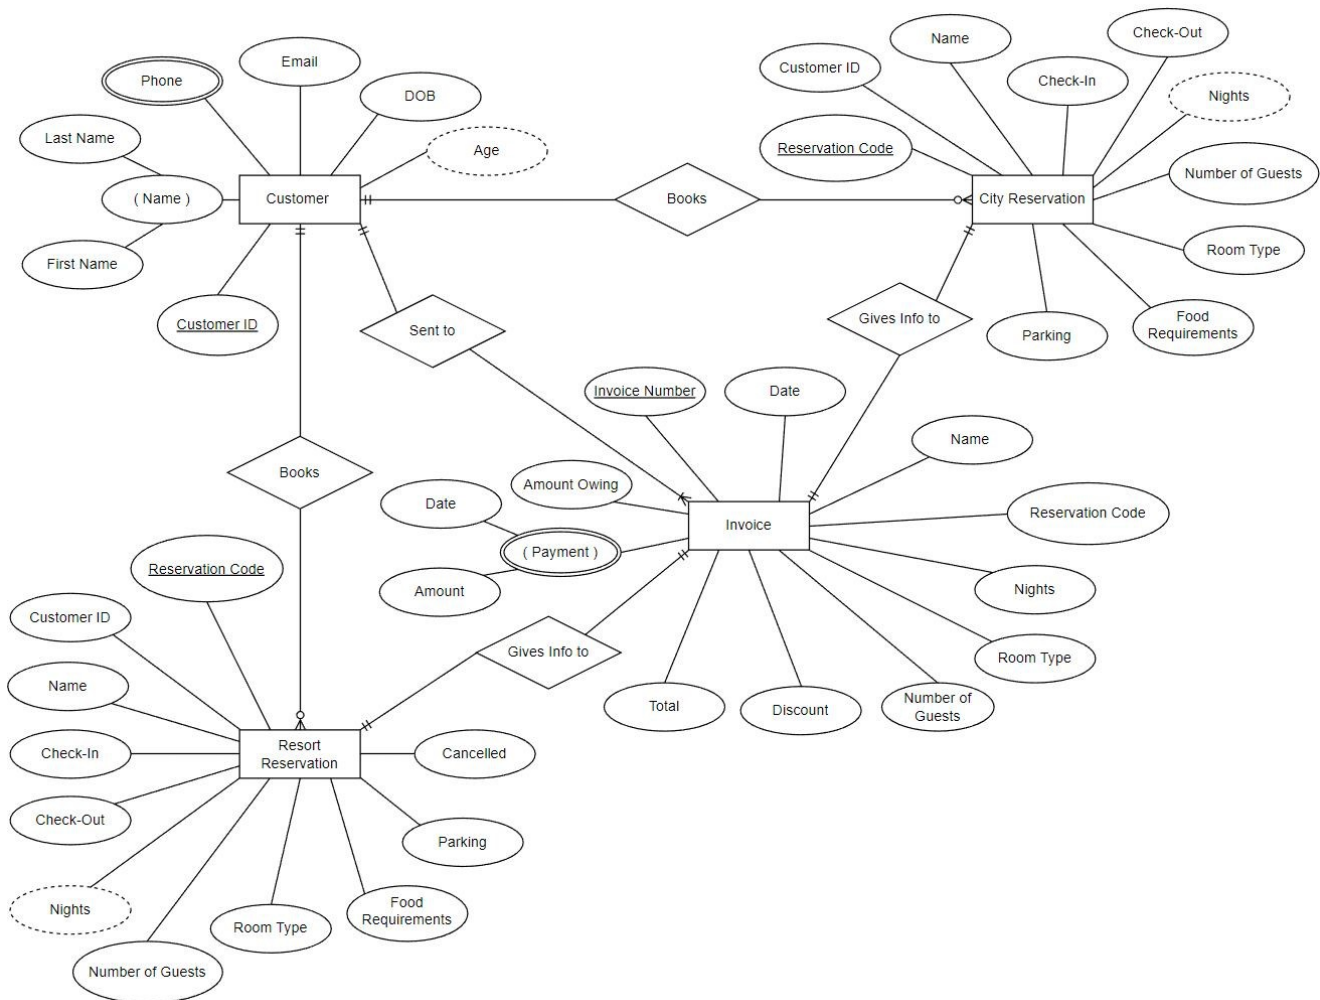 Phone
Email
DOB
Age
Last Name
( Name )
First Name
Customer ID
Customer
Books
Customer ID
Name
Check-In
Check-Out
Nights
Reservation Code
Number of Guests
City Reservation
Room Type
Food
Requirements
Parking
Sent to
Gives Info to
Invoice Number
Date
Name
Amount Owing
Reservation Code
Invoice
Date
( Payment )
Amount
Nights
Room Type
Number of
Guests
Discount
Total
Gives Info to
Books
Reservation Code
Customer ID
Name
Check-In
Check-Out
Nights
Number of Guests
Resort
Reservation
Cancelled
Parking
Food
Requirements
Room Type